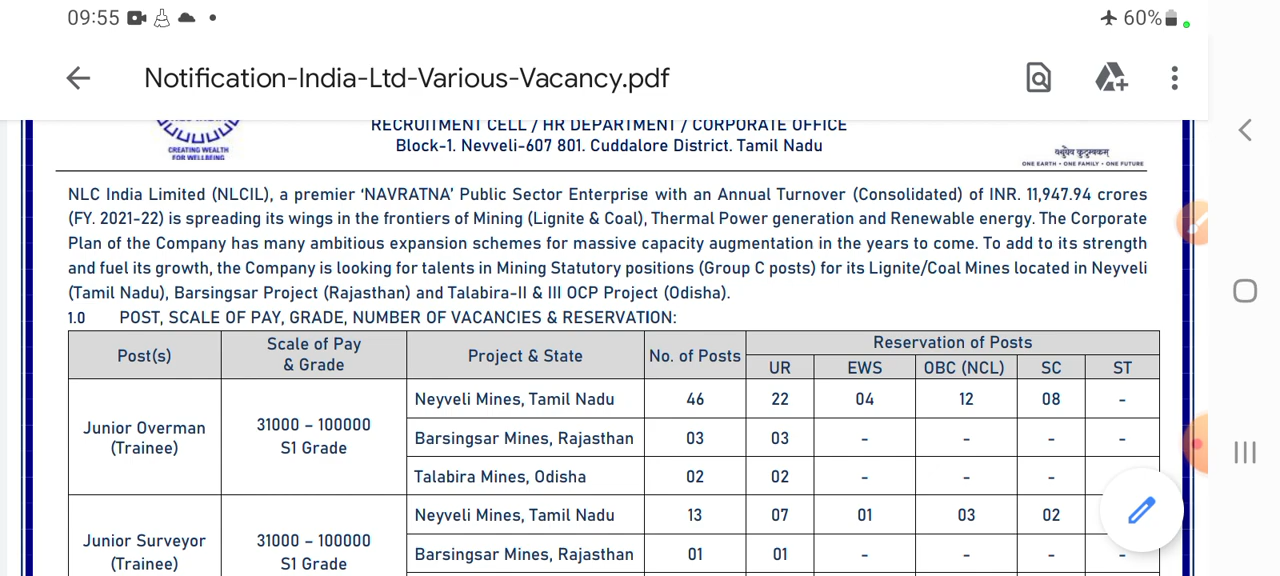 09:55
60%
Notification-India-Ltd-Various-Vacancy.pdf
RECRUITMENT CELL / HR DEPARTMENT / CORPORATE OFFICE
CREATING WEALTH
FOR WELLBEING
Block-1. Neyveli-607 801. Cuddalore District. Tamil Nadu
वसुधैव कुटुम्बकम्
ONE EARTH • ONE FAMILY • ONE FUTURE
NLC India Limited (NLCIL), a premier ‘NAVRATNA’ Public Sector Enterprise with an Annual Turnover (Consolidated) of INR. 11,947.94 crores
(FY. 2021-22) is spreading its wings in the frontiers of Mining (Lignite & Coal), Thermal Power generation and Renewable energy. The Corporate
Plan of the Company has many ambitious expansion schemes for massive capacity augmentation in the years to come. To add to its strength
and fuel its growth, the Company is looking for talents in Mining Statutory positions (Group C posts) for its Lignite/Coal Mines located in Neyveli
(Tamil Nadu), Barsingsar Project (Rajasthan) and Talabira-II & III OCP Project (Odisha).
1.0 POST, SCALE OF PAY, GRADE, NUMBER OF VACANCIES & RESERVATION:
Post(s) Scale of Pay & Grade Project & State No. of Posts Reservation of Posts
UR EWS OBC (NCL) SC ST
Junior Overman (Trainee) 31000 – 100000 S1 Grade Neyveli Mines, Tamil Nadu 46 22 04 12 08 -
Barsingsar Mines, Rajasthan 03 03 - - - -
Talabira Mines, Odisha 02 02 - - -
Junior Surveyor (Trainee) 31000 – 100000 S1 Grade Neyveli Mines, Tamil Nadu 13 07 01 03 02
Barsingsar Mines, Rajasthan 01 01 - - - -